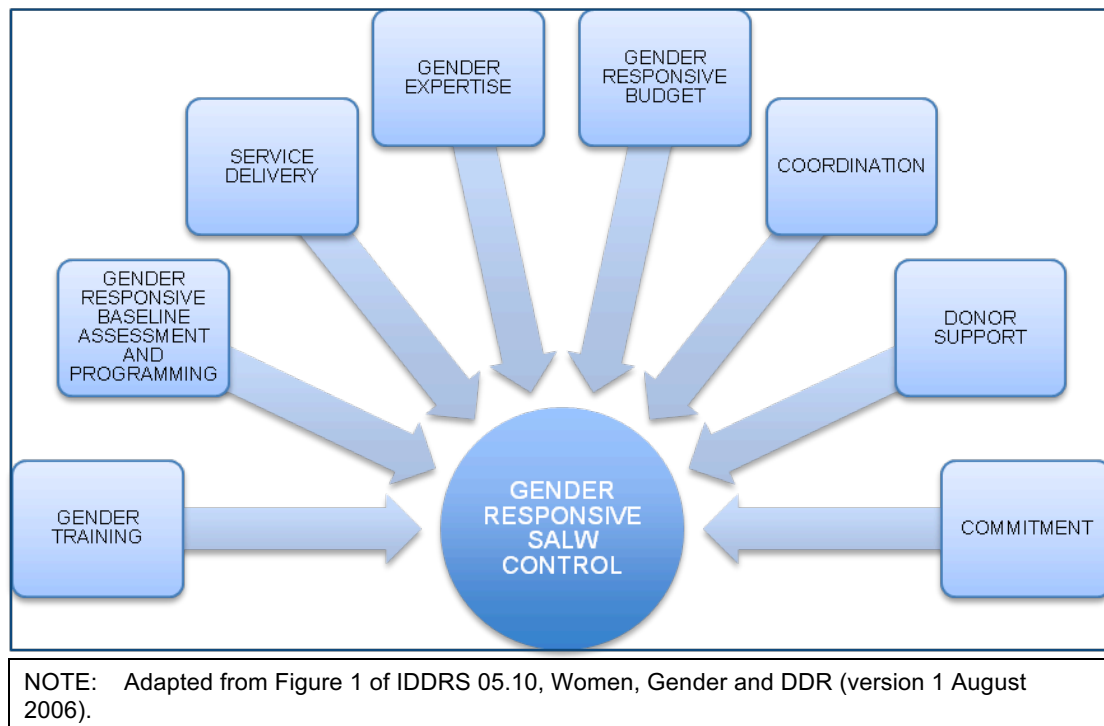 GENDER
EXPERTISE
GENDER
RESPONSIVE
BUDGET
SERVICE
DELIVERY
COORDINATION
GENDER
RESPONSIVE
BASELINE
ASSESSMENT
AND
PROGRAMMING
DONOR
SUPPORT
GENDER
TRAINING
GENDER
RESPONSIVE
SALW
CONTROL
COMMITMENT
NOTE: Adapted from Figure 1 of IDDRS 05.10, Women, Gender and DDR (version 1 August
2006).